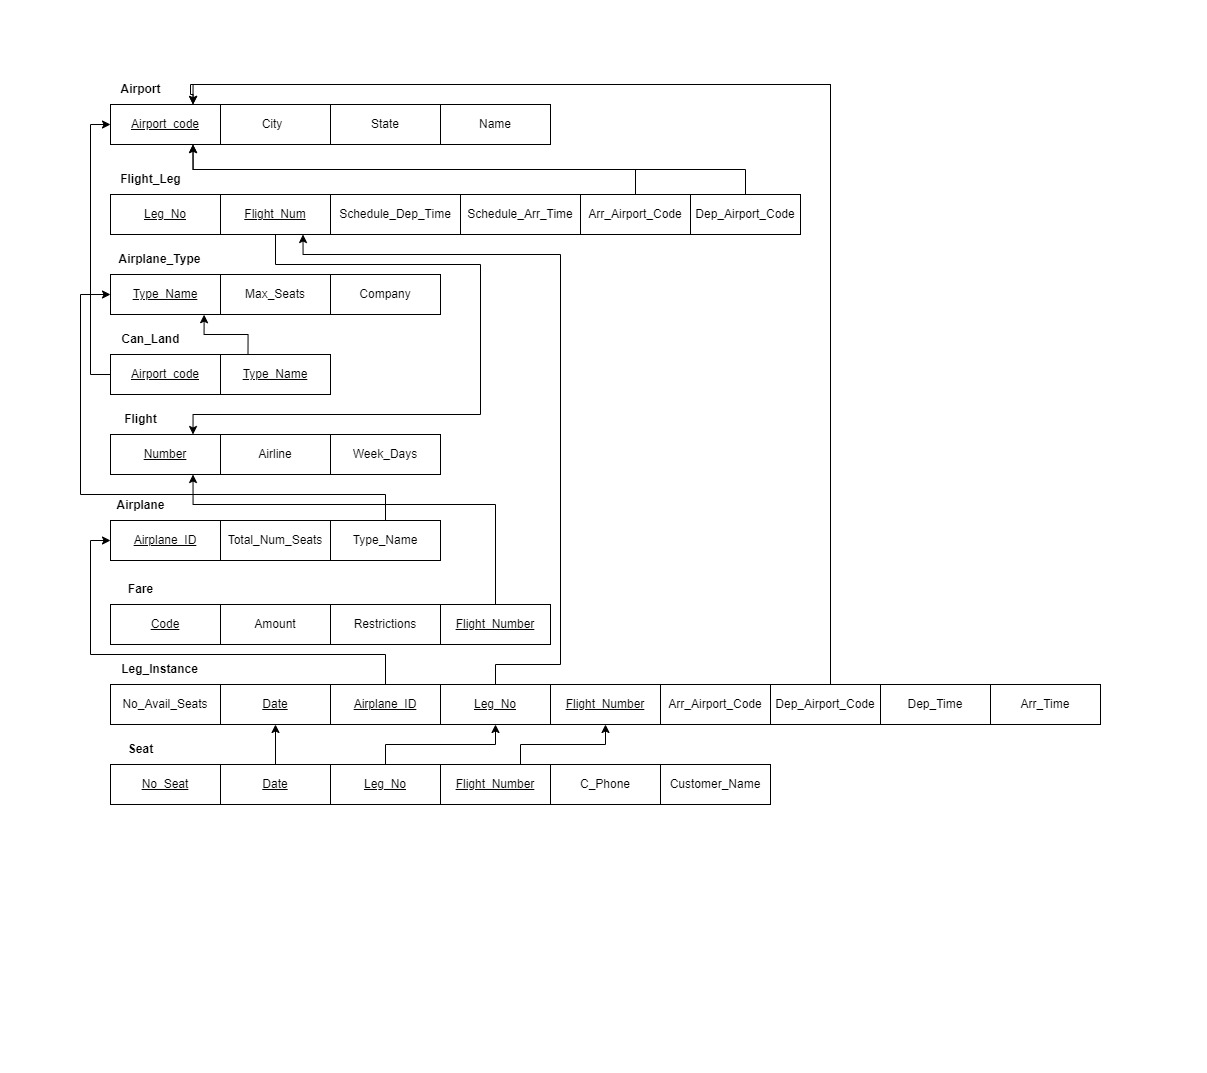 Airport
Airport_code City State Name
Flight_Leg
Leg_No Flight_Num Schedule_Dep_Time Schedule_Arr_Time Arr_Airport_Code Dep_Airport_Code
Airplane_Type
Type_Name Max_Seats Company
Can_Land
Airport_code Type_Name
Flight
Number Airline Week_Days
Airplane
Airplane_ID Total_Num_Seats Type_Name
Fare
Code Amount Restrictions Flight_Number
Leg_Instance
No_Avail_Seats Date Airplane_ID Leg_No Flight_Number Arr_Airport_Code Dep_Airport_Code Dep_Time Arr_Time
Seat
No_Seat Date Leg_No Flight_Number C_Phone Customer_Name